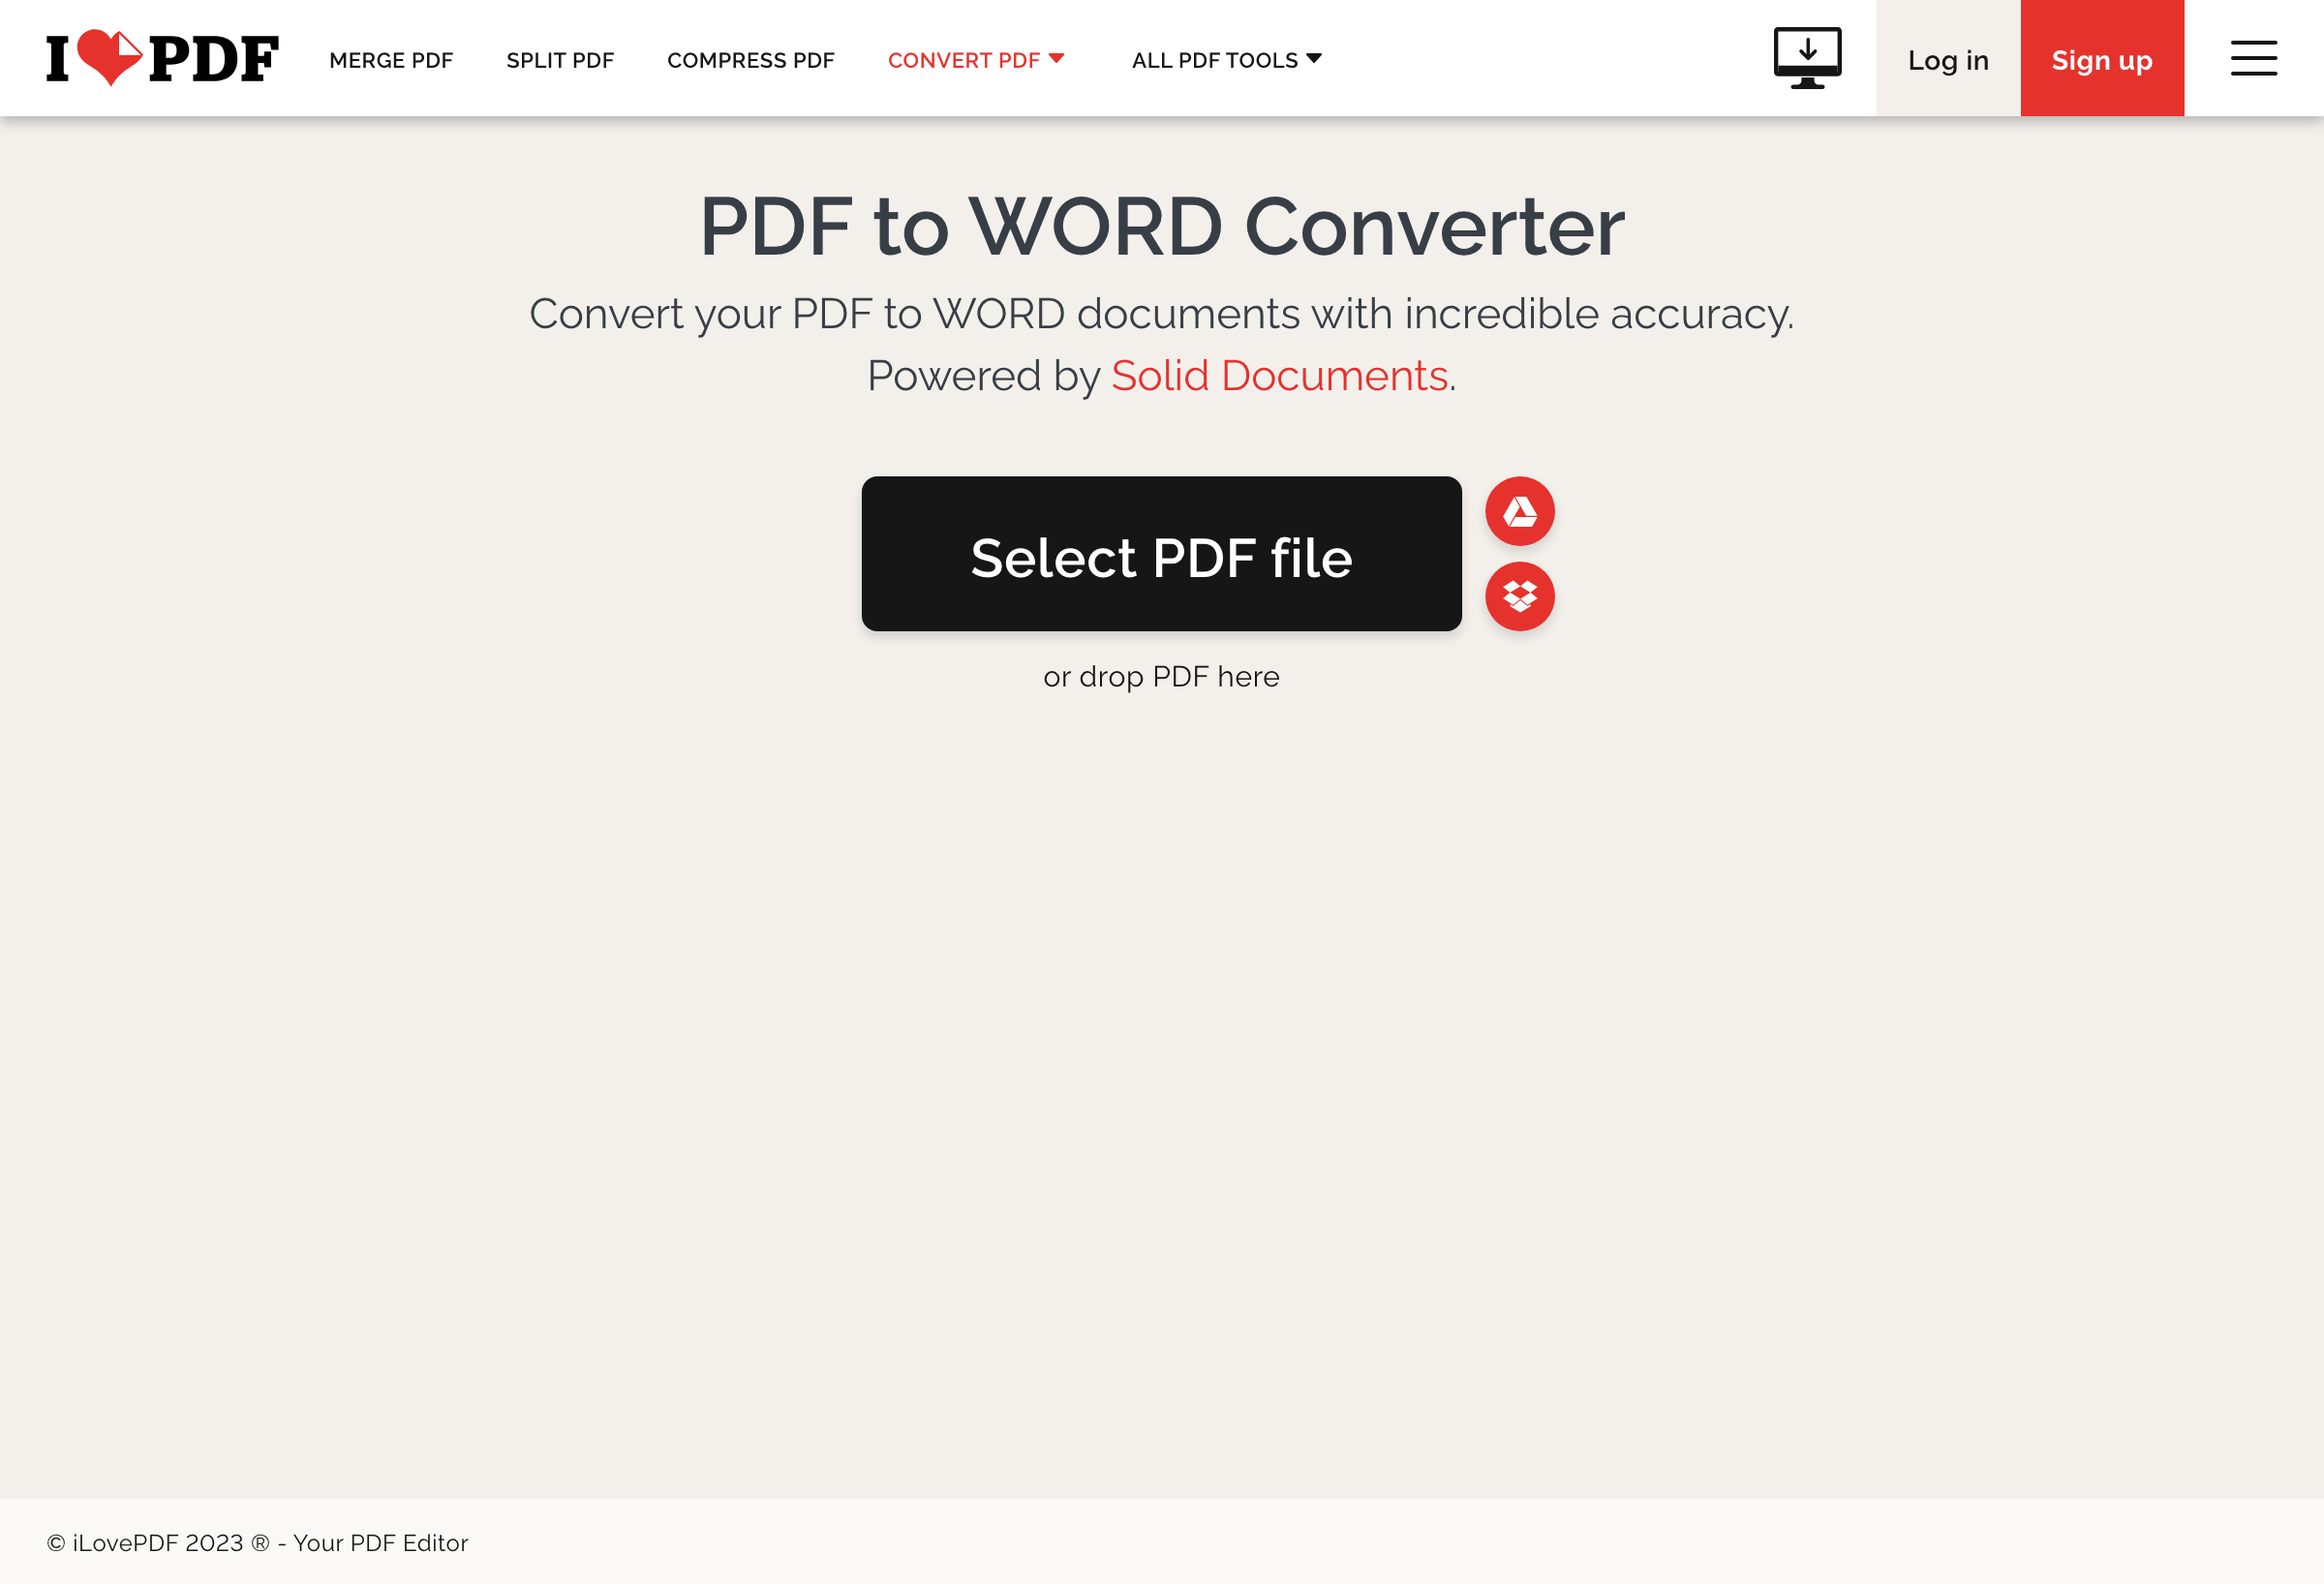 I PDF
MERGE PDF
SPLIT PDF
COMPRESS PDF
CONVERT PDF
ALL PDF TOOLS
Log in
Sign up
PDF to WORD Converter
Convert your PDF to WORD documents with incredible accuracy.
Powered by Solid Documents.
Select PDF file
or drop PDF here
© iLovePDF 2023 ® - Your PDF Editor